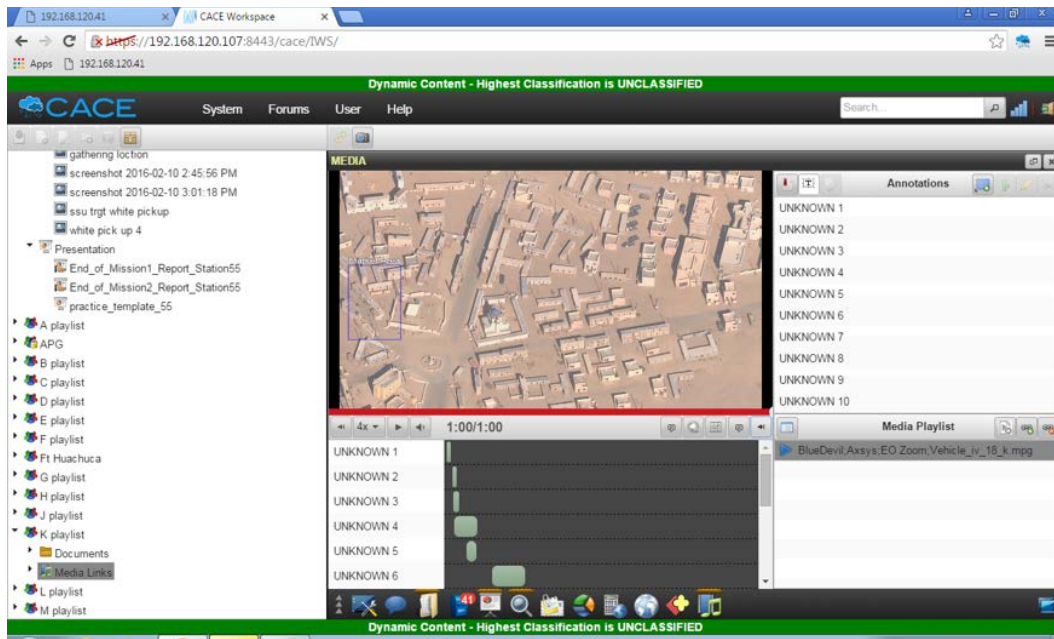 192.168.120.41
CACE Workspace
https://192.168.120.107:8443/cace/IWS/
Apps
192.168.120.41
Dynamic Content - Highest Classification is UNCLASSIFIED
CACE
System
Forums
User
Help
Search...
gathering loction
screenshot 2016-02-10 2:45:56 PM
screenshot 2016-02-10 3:01:18 PM
ssu trgt white pickup
white pick up 4
Presentation
End_of_Mission1_Report_Station55
End_of_Mission2_Report_Station55
practice_template_55
A playlist
APG
B playlist
C playlist
D playlist
E playlist
F playlist
Ft Huachuca
G playlist
H playlist
J playlist
K playlist
Documents
Media Links
L playlist
M playlist
MEDIA
4x
1:00/1:00
UNKNOWN 1
UNKNOWN 2
UNKNOWN 3
UNKNOWN 4
UNKNOWN 5
UNKNOWN 6
Annotations
UNKNOWN 1
UNKNOWN 2
UNKNOWN 3
UNKNOWN 4
UNKNOWN 5
UNKNOWN 6
UNKNOWN 7
UNKNOWN 8
UNKNOWN 9
UNKNOWN 10
Media Playlist
BlueDevil;Axsys;EO Zoom;Vehicle_iv_18_k.mpg
41
Dynamic Content - Highest Classification is UNCLASSIFIED